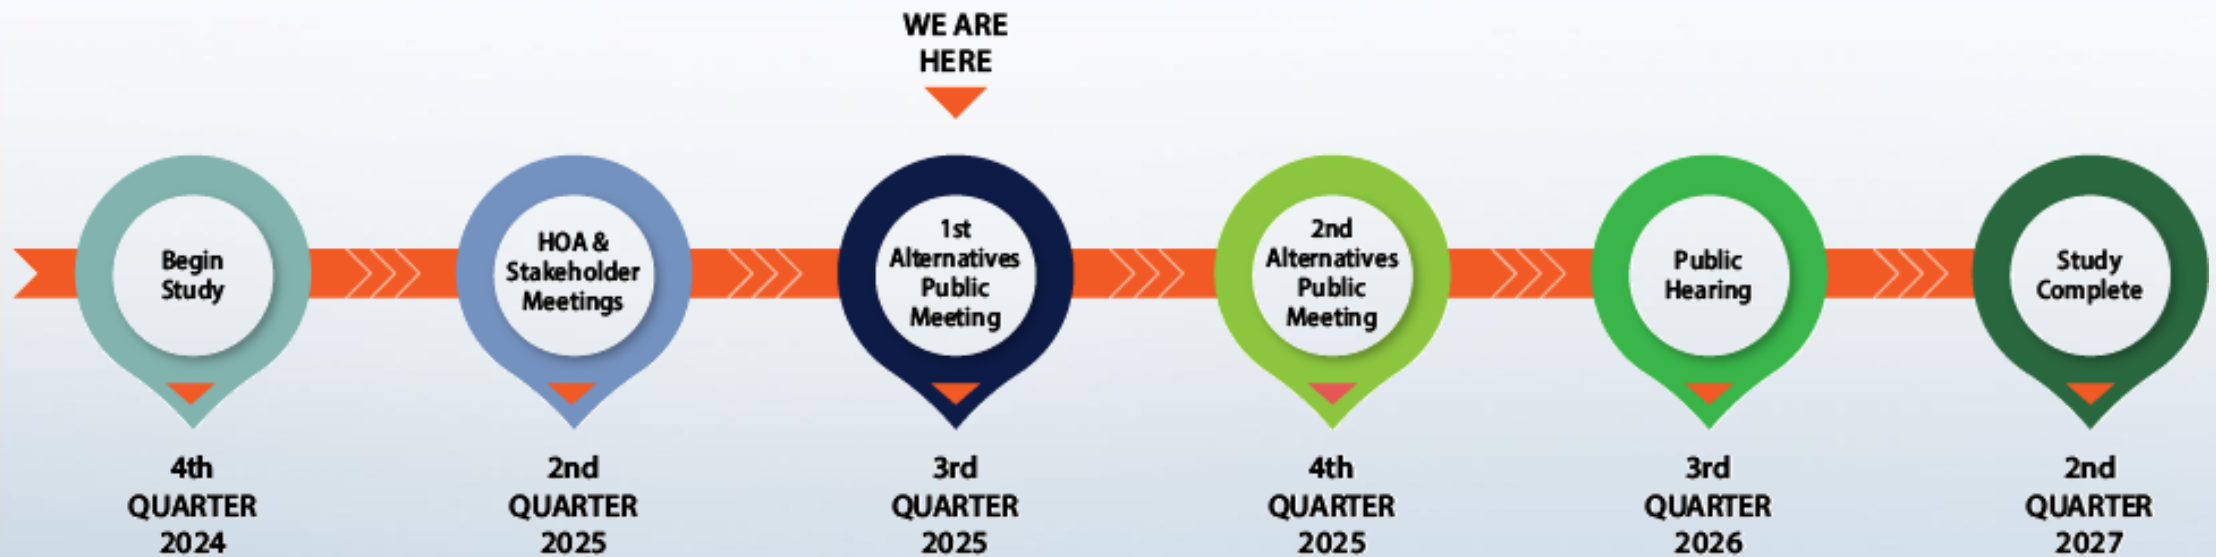 WE ARE
HERE
Begin
Study
HOA &
Stakeholder
Meetings
1st
Alternatives
Public
Meeting
2nd
Alternatives
Public
Meeting
Public
Hearing
Study
Complete
4th
QUARTER
2024
2nd
QUARTER
2025
3rd
QUARTER
2025
4th
QUARTER
2025
3rd
QUARTER
2026
2nd
QUARTER
2027